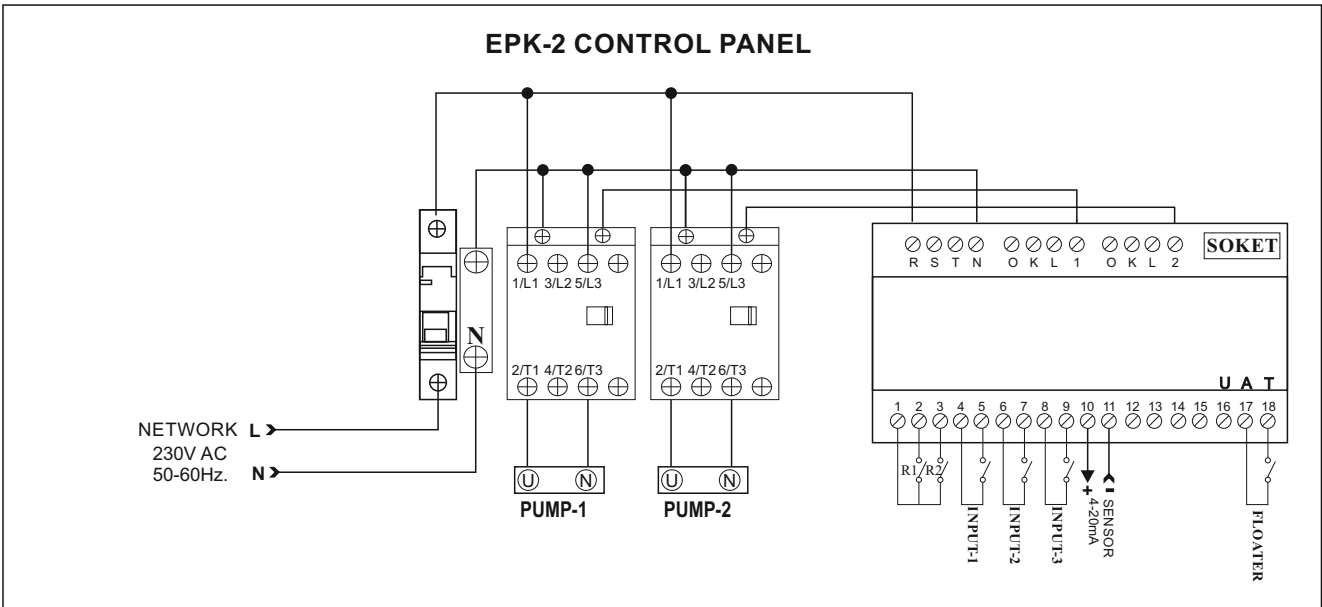 EPK-2 CONTROL PANEL
SOKET
R S T N O K L 1 O K L 2
1/L1 3/L2 5/L3
1/L1 3/L2 5/L3
N
2/T1 4/T2 6/T3
2/T1 4/T2 6/T3
U A T
1 2 3 4 5 6 7 8 9 10 11 12 13 14 15 16 17 18
NETWORK L
230V AC
50-60Hz. N
R1 R2
U N
U N
PUMP-1
PUMP-2
INPUT-1
INPUT-2
INPUT-3
+
4-20mA
-
SENSOR
FLOATER